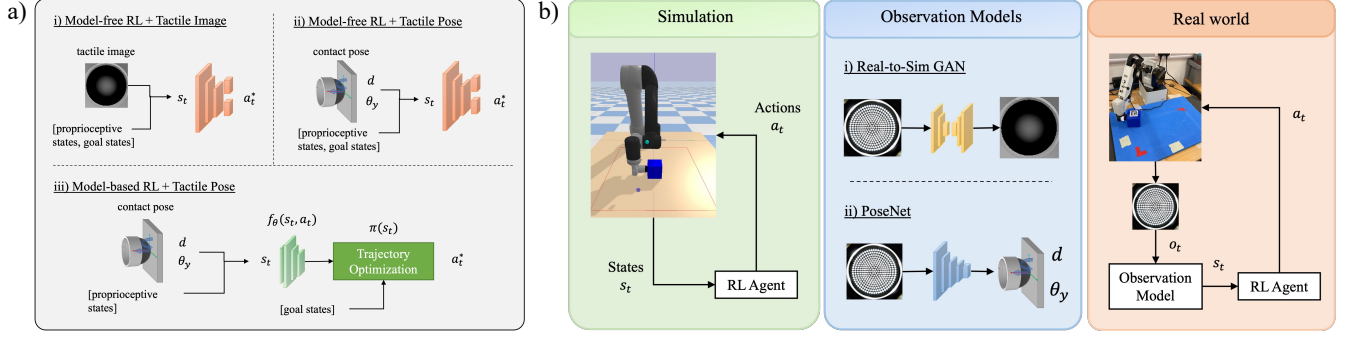 a)
i) Model-free RL + Tactile Image
tactile image
s_t
a_t^*
[proprioceptive
states, goal states]
ii) Model-free RL + Tactile Pose
contact pose
d
θ_y
s_t
a_t^*
[proprioceptive
states, goal states]
iii) Model-based RL + Tactile Pose
contact pose
d
θ_y
[proprioceptive
states]
s_t
f_θ(s_t, a_t)
π(s_t)
Trajectory
Optimization
a_t^*
[goal states]
b)
Simulation
Actions
a_t
States
s_t
RL Agent
Observation Models
i) Real-to-Sim GAN
ii) PoseNet
d
θ_y
Real world
a_t
o_t
Observation
Model
s_t
RL Agent